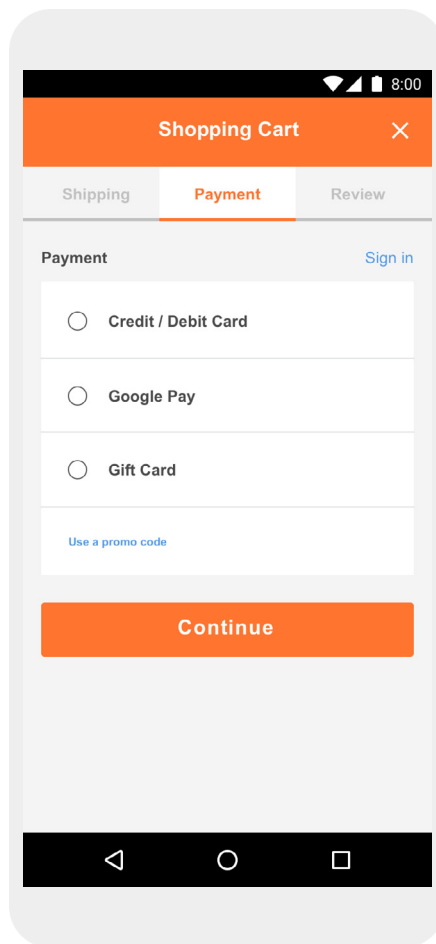 8:00
Shopping Cart
Shipping Payment Review
Payment Sign in
Credit / Debit Card
Google Pay
Gift Card
Use a promo code
Continue